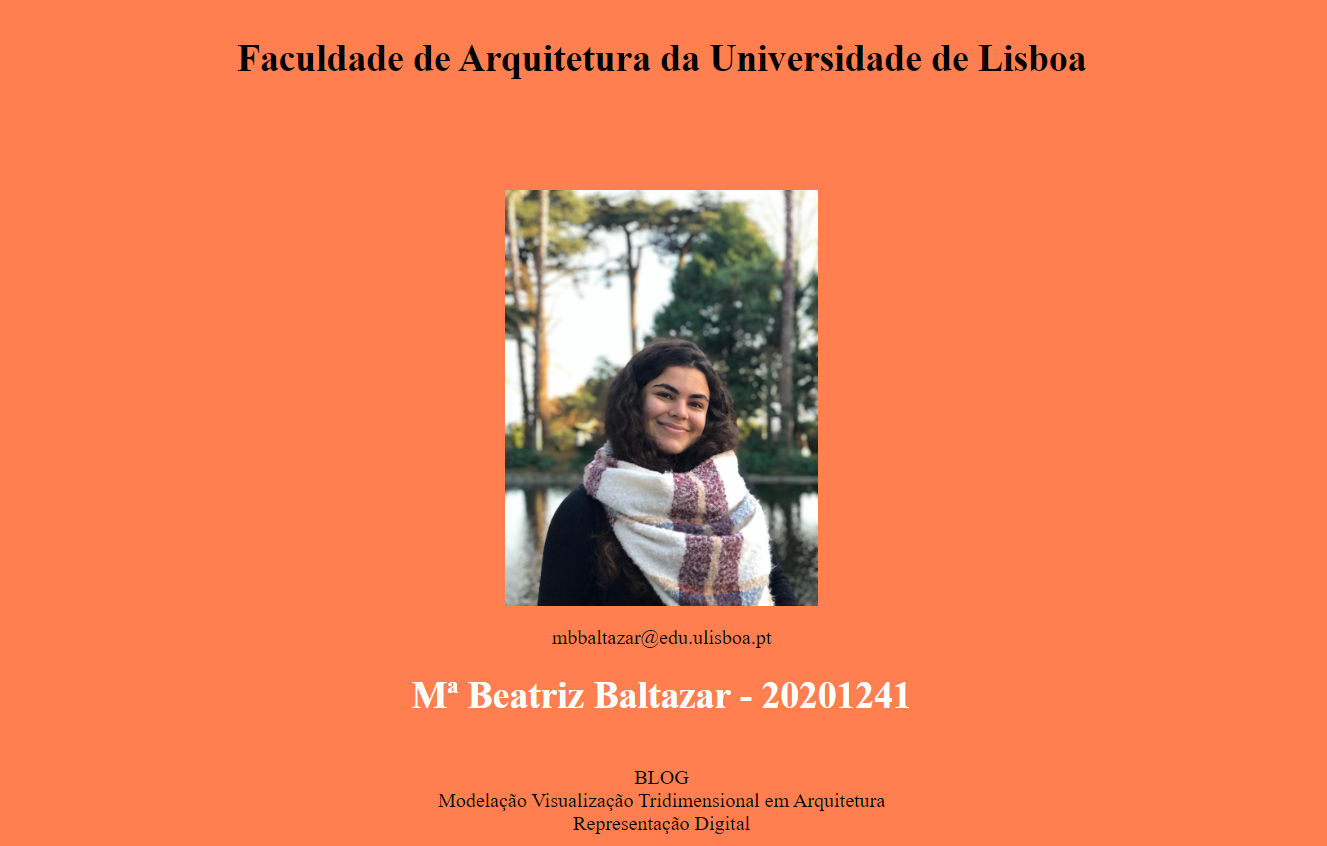 Faculdade de Arquitetura da Universidade de Lisboa
mbbaltazar@edu.ulisboa.pt
Mª Beatriz Baltazar - 20201241
BLOG
Modelação Visualização Tridimensional em Arquitetura
Representação Digital